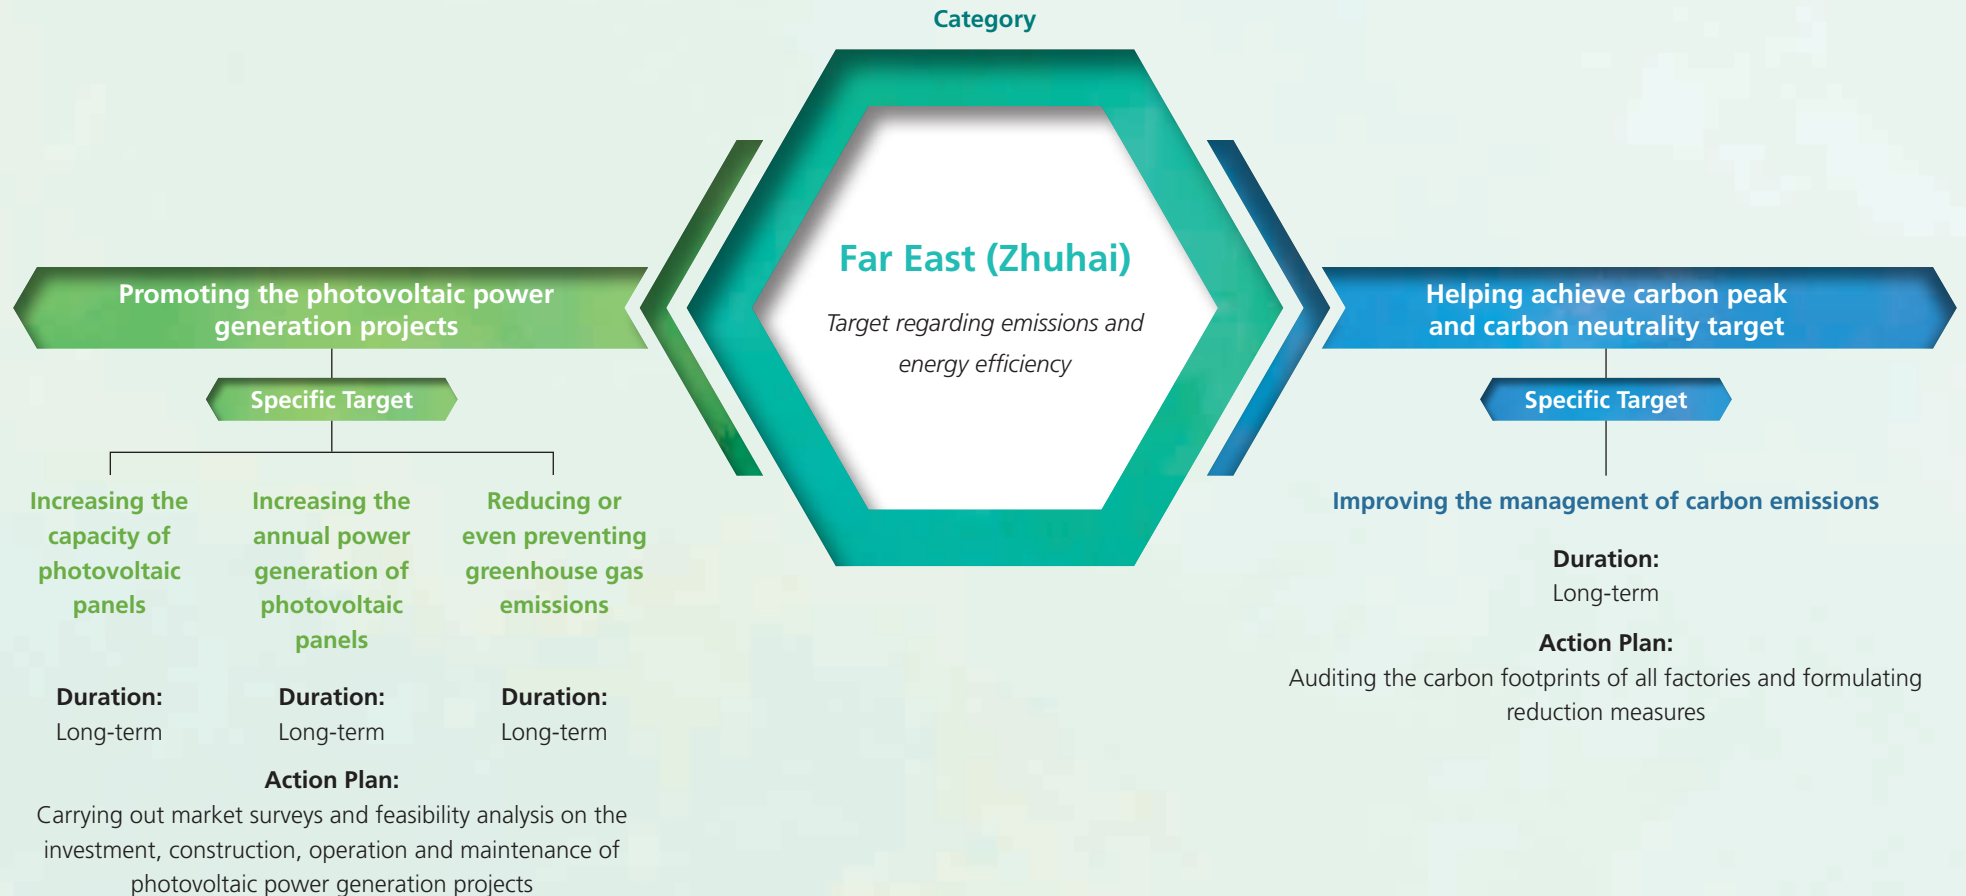 Category
Far East (Zhuhai)
Target regarding emissions and
energy efficiency
Promoting the photovoltaic power
generation projects
Specific Target
Increasing the
capacity of
photovoltaic
panels
Duration:
Long-term
Increasing the
annual power
generation of
photovoltaic
panels
Duration:
Long-term
Reducing or
even preventing
greenhouse gas
emissions
Duration:
Long-term
Action Plan:
Carrying out market surveys and feasibility analysis on the
investment, construction, operation and maintenance of
photovoltaic power generation projects
Helping achieve carbon peak
and carbon neutrality target
Specific Target
Improving the management of carbon emissions
Duration:
Long-term
Action Plan:
Auditing the carbon footprints of all factories and formulating
reduction measures